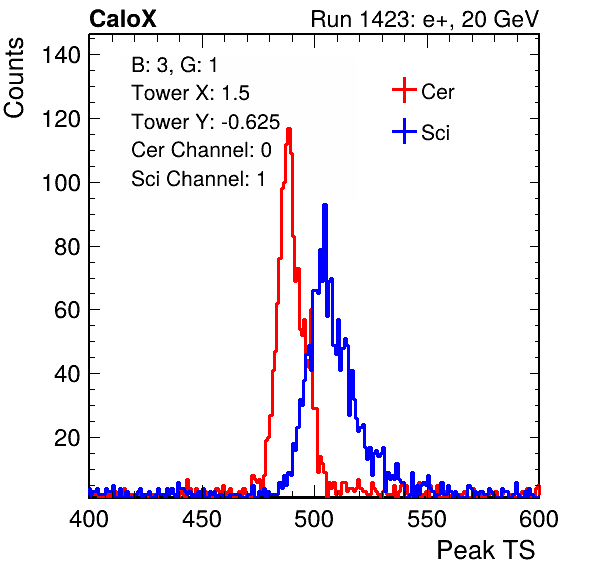 CaloX Run 1423: e+, 20 GeV
Counts
B: 3, G: 1
Tower X: 1.5
Tower Y: -0.625
Cer Channel: 0
Sci Channel: 1
Cer
Sci
140
120
100
80
60
40
20
400 450 500 550 600
Peak TS